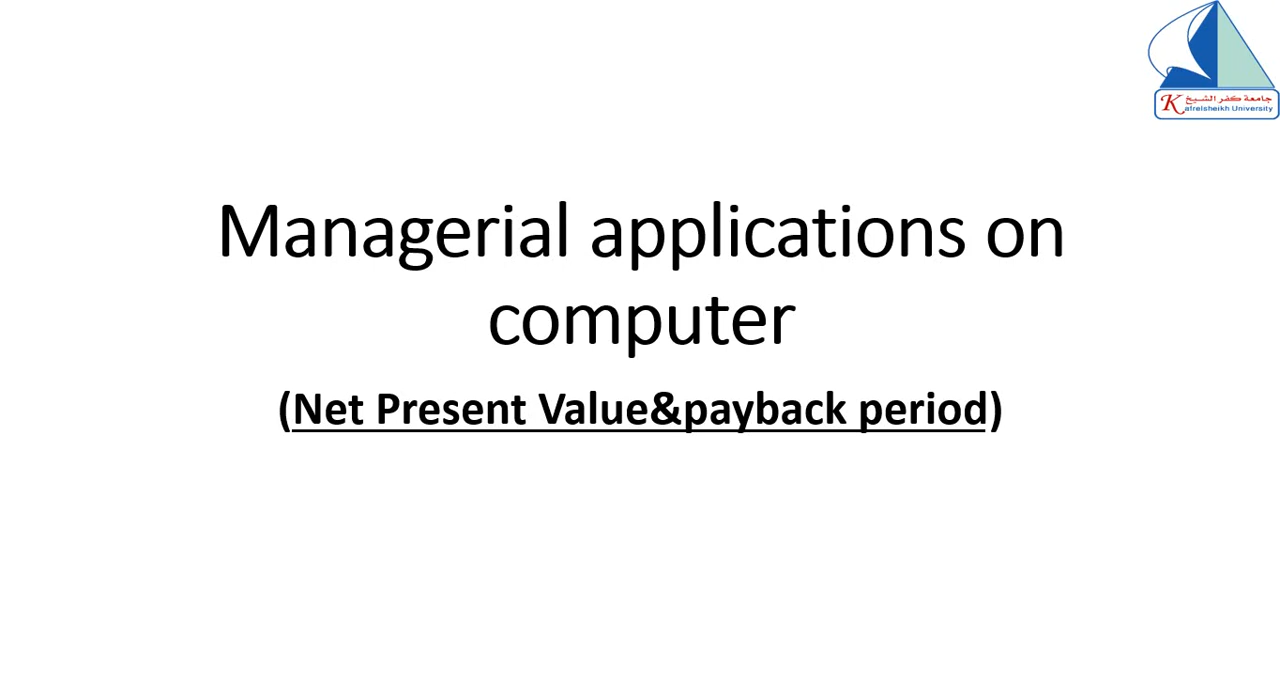 جامعة كفر الشيخ
Kafrelsheikh University
Managerial applications on
computer
(Net Present Value&payback period)